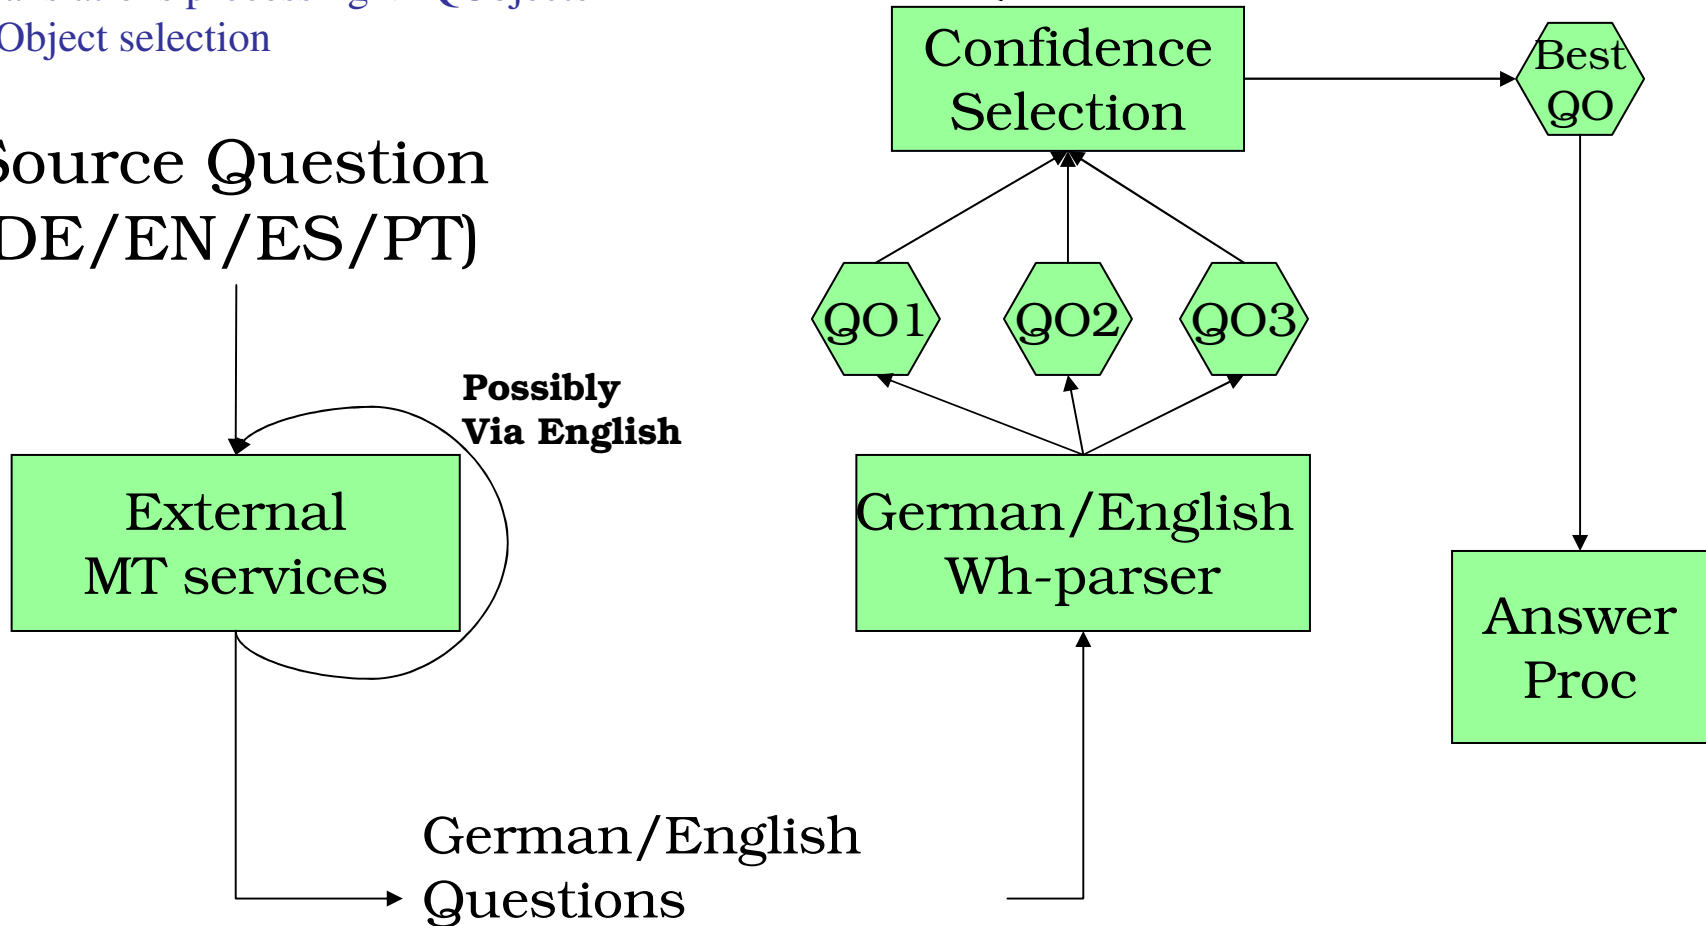 Object selection
Source Question
DE/EN/ES/PT)
Possibly
Via English
External
MT services
German/English
Questions
German/English
Wh-parser
QO1
QO2
QO3
Confidence
Selection
Best
QO
Answer
Proc